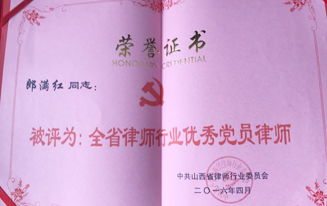 荣誉证书
HONORARY CREDENTIAL
郎满红 同志：
被评为：全省律师行业优秀党员律师
中共山西省律师行业委员会
二〇一六年四月